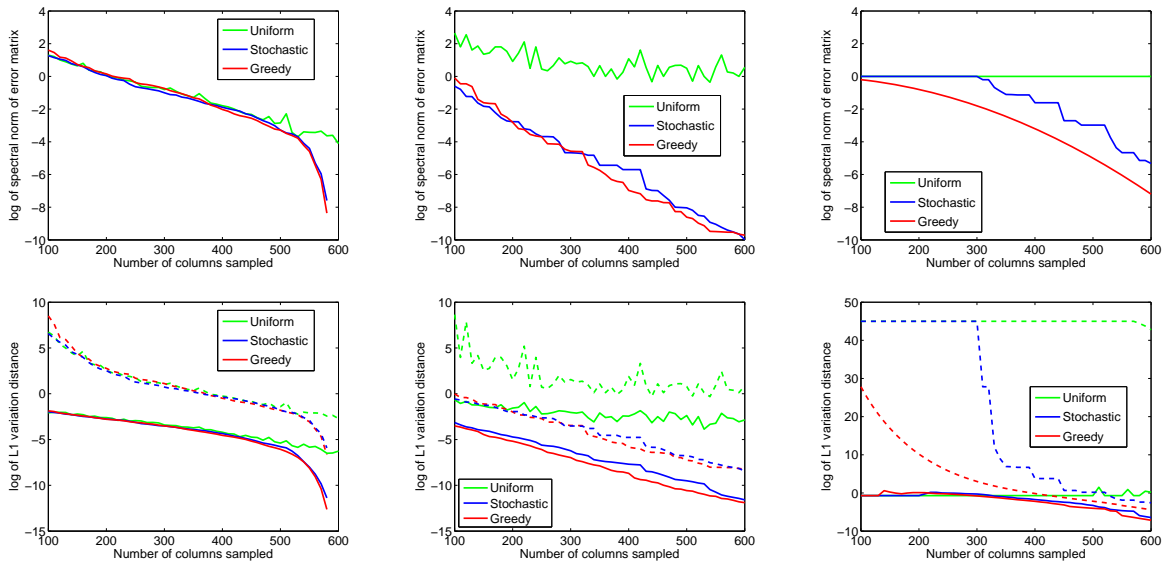 4
2
0
−2
−4
−6
−8
−10
100 200 300 400 500 600
log of spectral norm of error matrix
Number of columns sampled
Uniform
Stochastic
Greedy
4
2
0
−2
−4
−6
−8
−10
100 200 300 400 500 600
log of spectral norm of error matrix
Number of columns sampled
Uniform
Stochastic
Greedy
4
2
0
−2
−4
−6
−8
−10
100 200 300 400 500 600
log of spectral norm of error matrix
Number of columns sampled
Uniform
Stochastic
Greedy
10
5
0
−5
−10
−15
100 200 300 400 500 600
log of L1 variation distance
Number of columns sampled
Uniform
Stochastic
Greedy
10
5
0
−5
−10
−15
100 200 300 400 500 600
log of L1 variation distance
Number of columns sampled
Uniform
Stochastic
Greedy
50
40
30
20
10
0
−10
100 200 300 400 500 600
log of L1 variation distance
Number of columns sampled
Uniform
Stochastic
Greedy